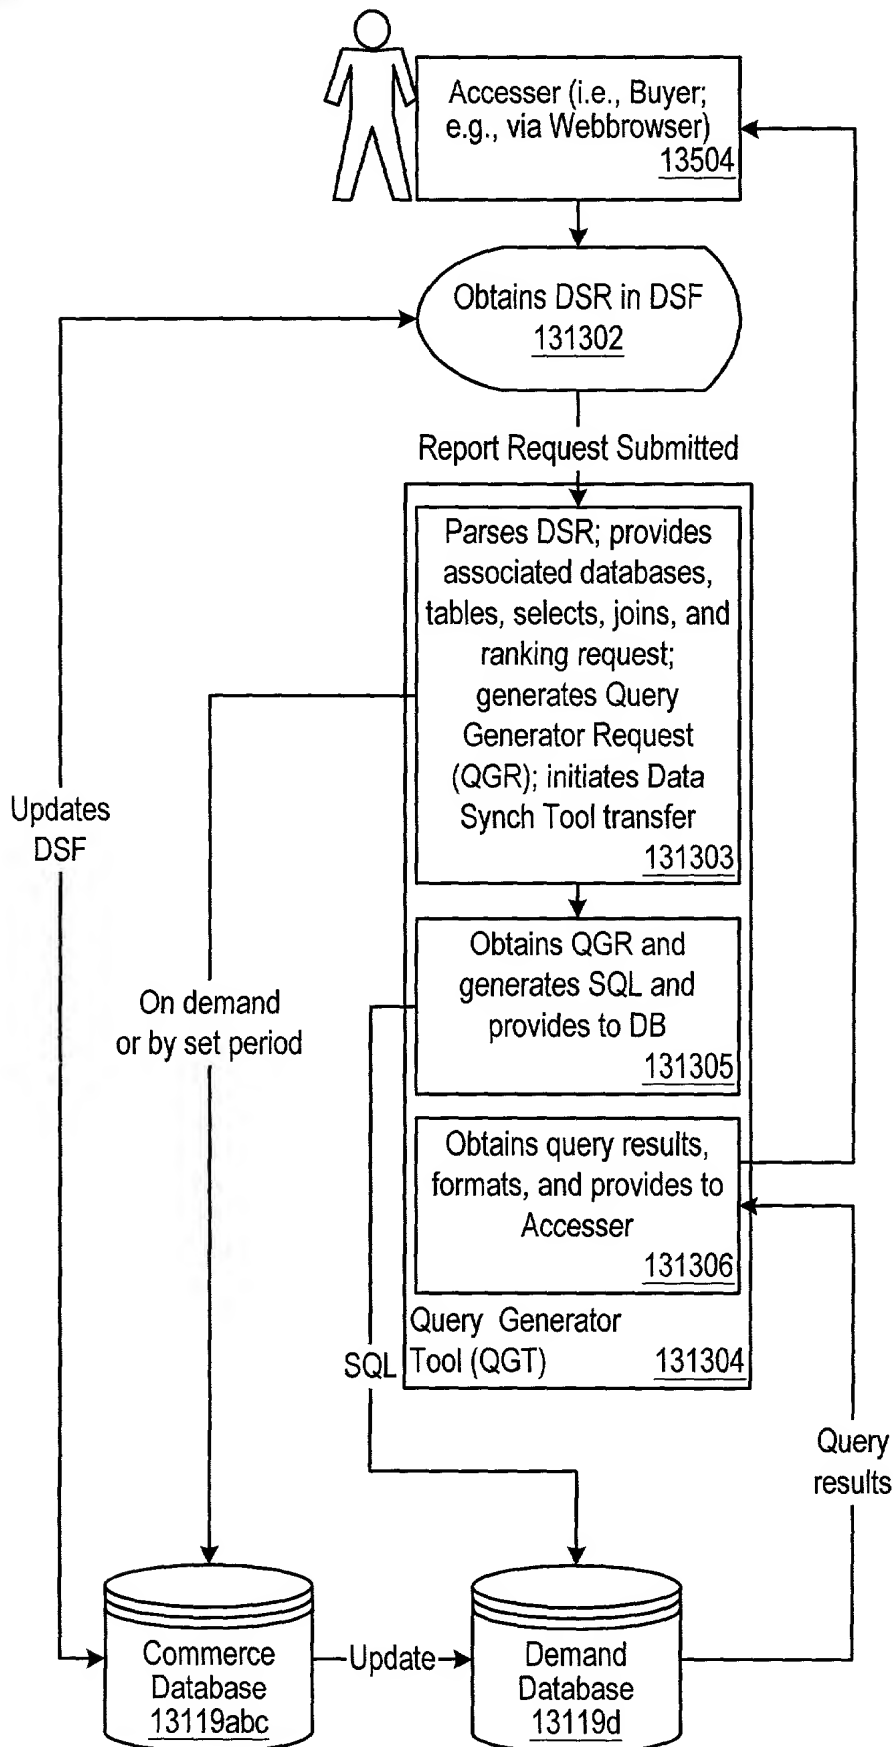 Accesser (i.e., Buyer;
e.g., via Webbrowser)
13504
Obtains DSR in DSF
131302
Report Request Submitted
Parses DSR; provides
associated databases,
tables, selects, joins, and
ranking request;
generates Query
Generator Request
(QGR); initiates Data
Synch Tool transfer
131303
Updates
DSF
On demand
or by set period
Obtains QGR and
generates SQL and
provides to DB
131305
Obtains query results,
formats, and provides to
Accesser
131306
Query Generator
Tool (QGT)
131304
SQL
Query
results
Commerce
Database
13119abc
Update
Demand
Database
13119d